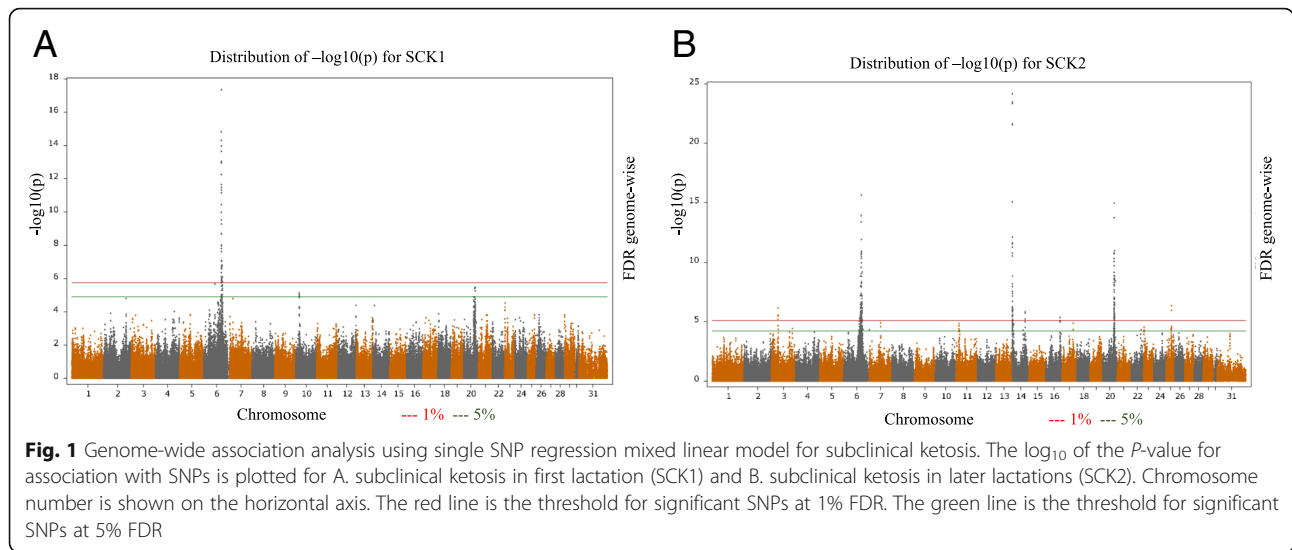 A
Distribution of –log10(p) for SCK1
18
16
14
12
10
8
6
4
2
0
-log10(p)
FDR genome-wise
1 2 3 4 5 6 7 8 9 10 11 12 13 14 15 16 18 20 22 24 26 28 31
Chromosome --- 1% --- 5%
B
Distribution of –log10(p) for SCK2
25
20
15
10
5
0
-log10(p)
FDR genome-wise
1 2 3 4 5 6 7 8 9 10 11 12 13 14 15 16 18 20 22 24 26 28 31
Chromosome --- 1% --- 5%
Fig. 1 Genome-wide association analysis using single SNP regression mixed linear model for subclinical ketosis. The log10 of the P-value for
association with SNPs is plotted for A. subclinical ketosis in first lactation (SCK1) and B. subclinical ketosis in later lactations (SCK2). Chromosome
number is shown on the horizontal axis. The red line is the threshold for significant SNPs at 1% FDR. The green line is the threshold for significant
SNPs at 5% FDR